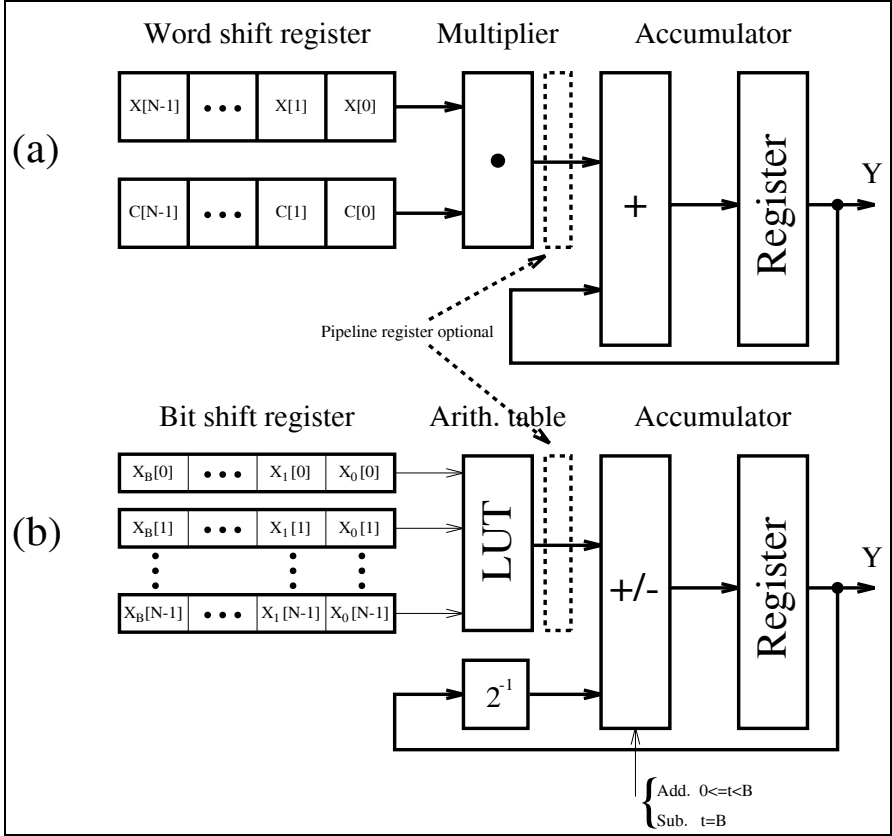 Word shift register Multiplier Accumulator
(a)
X[N-1] • • • X[1] X[0]
•
+
Register
Y
C[N-1] • • • C[1] C[0]
Pipeline register optional
Bit shift register Arith. table Accumulator
(b)
X_B[0] • • • X_1[0] X_0[0]
X_B[1] • • • X_1[1] X_0[1]
X_B[N-1] • • • X_1[N-1] X_0[N-1]
LUT
+/-
Register
Y
2^-1
Add. 0<=t<B
Sub. t=B